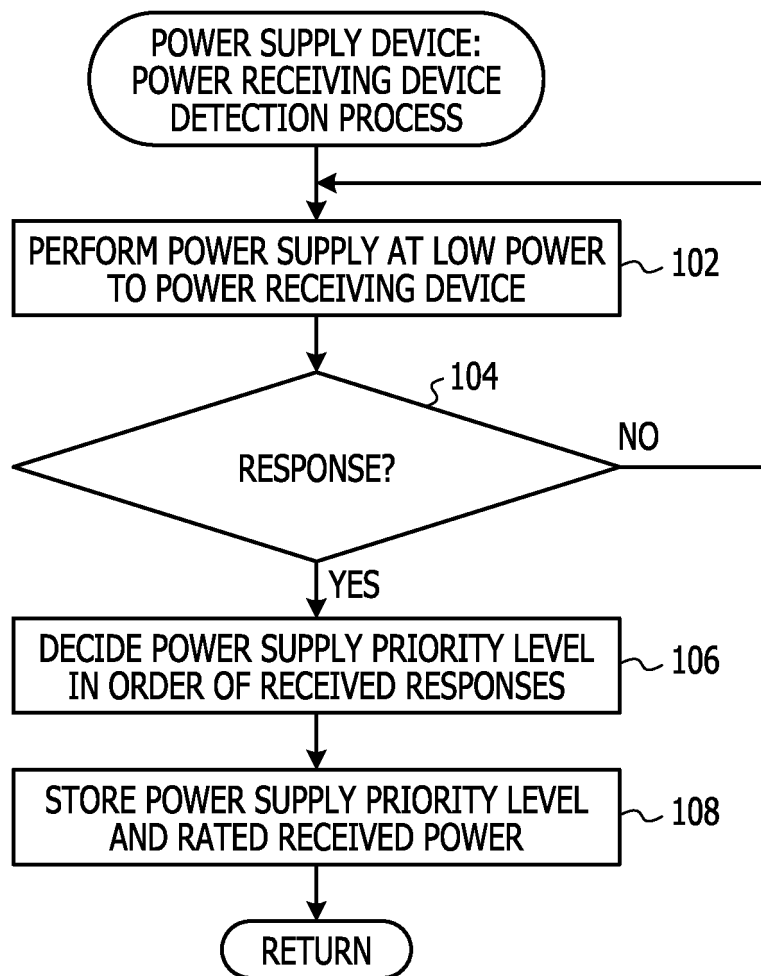 POWER SUPPLY DEVICE:
POWER RECEIVING DEVICE
DETECTION PROCESS
PERFORM POWER SUPPLY AT LOW POWER
TO POWER RECEIVING DEVICE
102
104
RESPONSE?
NO
YES
DECIDE POWER SUPPLY PRIORITY LEVEL
IN ORDER OF RECEIVED RESPONSES
106
STORE POWER SUPPLY PRIORITY LEVEL
AND RATED RECEIVED POWER
108
RETURN